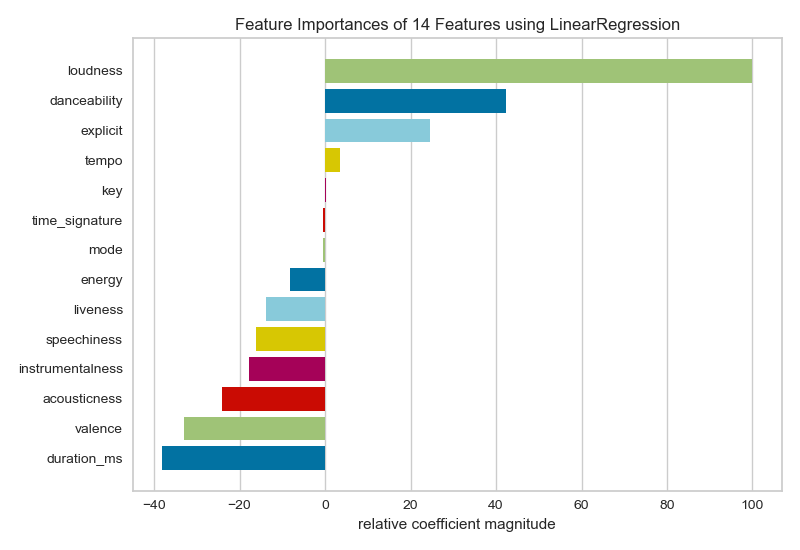 Feature Importances of 14 Features using LinearRegression
loudness
danceability
explicit
tempo
key
time_signature
mode
energy
liveness
speechiness
instrumentalness
acousticness
valence
duration_ms
−40 −20 0 20 40 60 80 100
relative coefficient magnitude